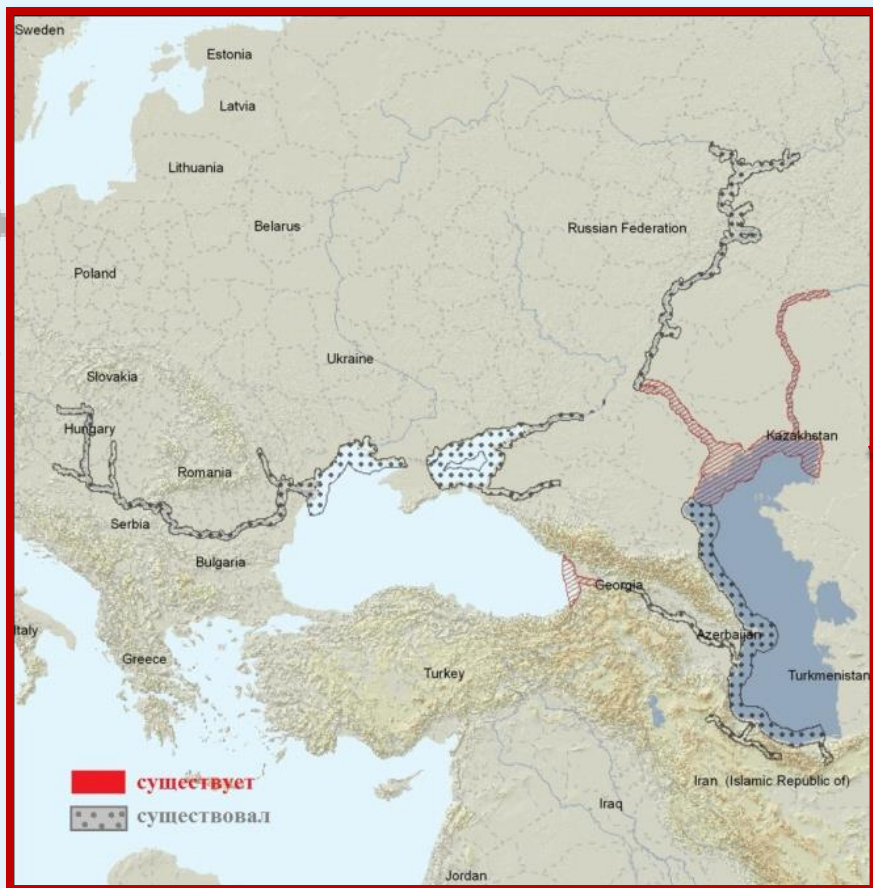 Sweden
Estonia
Latvia
Lithuania
Belarus
Russian Federation
Poland
Ukraine
Slovakia
Hungary
Kazakhstan
Romania
Serbia
Bulgaria
Georgia
Italy
Azerbaijan
Greece
Turkey
Turkmenistan
существует
Iran (Islamic Republic of)
Iraq
существовал
Jordan